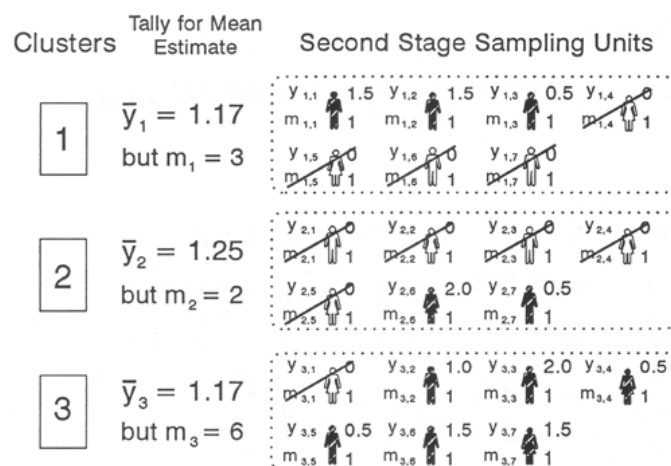 Clusters
Tally for Mean
Estimate
Second Stage Sampling Units
1
ȳ₁ = 1.17
but m₁ = 3
y₁,₁ 1.5 y₁,₂ 1.5 y₁,₃ 0.5 y₁,₄ 0
m₁,₁ 1 m₁,₂ 1 m₁,₃ 1 m₁,₄ 1
y₁,₅ 0 y₁,₆ 0 y₁,₇ 0
m₁,₅ 1 m₁,₆ 1 m₁,₇ 1
2
ȳ₂ = 1.25
but m₂ = 2
y₂,₁ 0 y₂,₂ 0 y₂,₃ 0 y₂,₄ 0
m₂,₁ 1 m₂,₂ 1 m₂,₃ 1 m₂,₄ 1
y₂,₅ 0 y₂,₆ 2.0 y₂,₇ 0.5
m₂,₅ 1 m₂,₆ 1 m₂,₇ 1
3
ȳ₃ = 1.17
but m₃ = 6
y₃,₁ 0 y₃,₂ 1.0 y₃,₃ 2.0 y₃,₄ 0.5
m₃,₁ 1 m₃,₂ 1 m₃,₃ 1 m₃,₄ 1
y₃,₅ 0.5 y₃,₆ 1.5 y₃,₇ 1.5
m₃,₅ 1 m₃,₆ 1 m₃,₇ 1